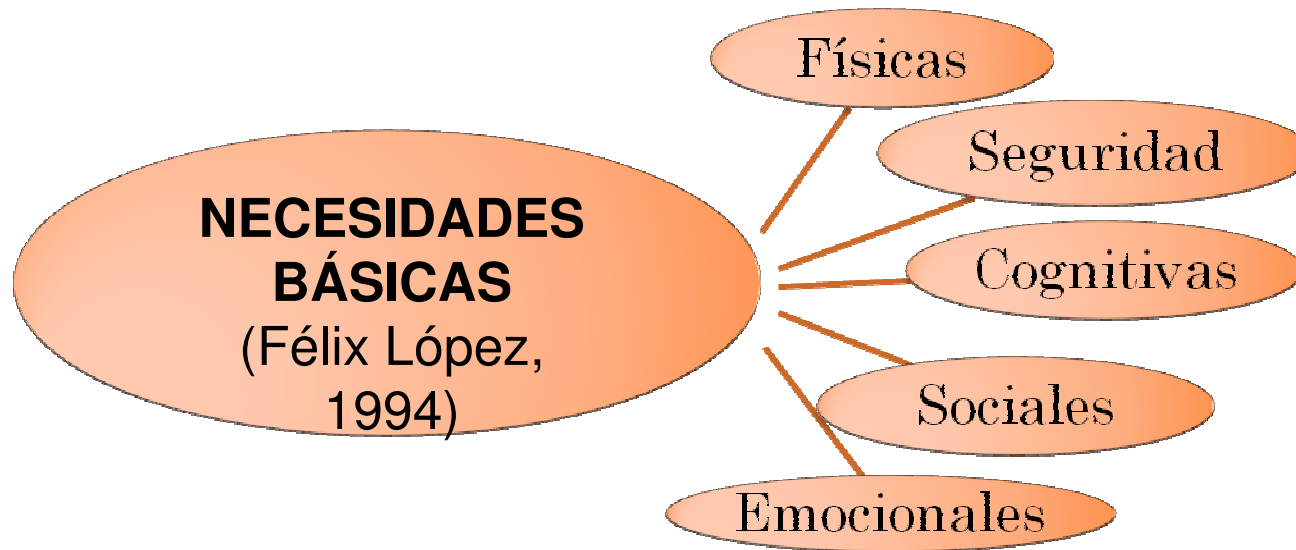 NECESIDADES
BÁSICAS
(Félix López,
1994)
Físicas
Seguridad
Cognitivas
Sociales
Emocionales